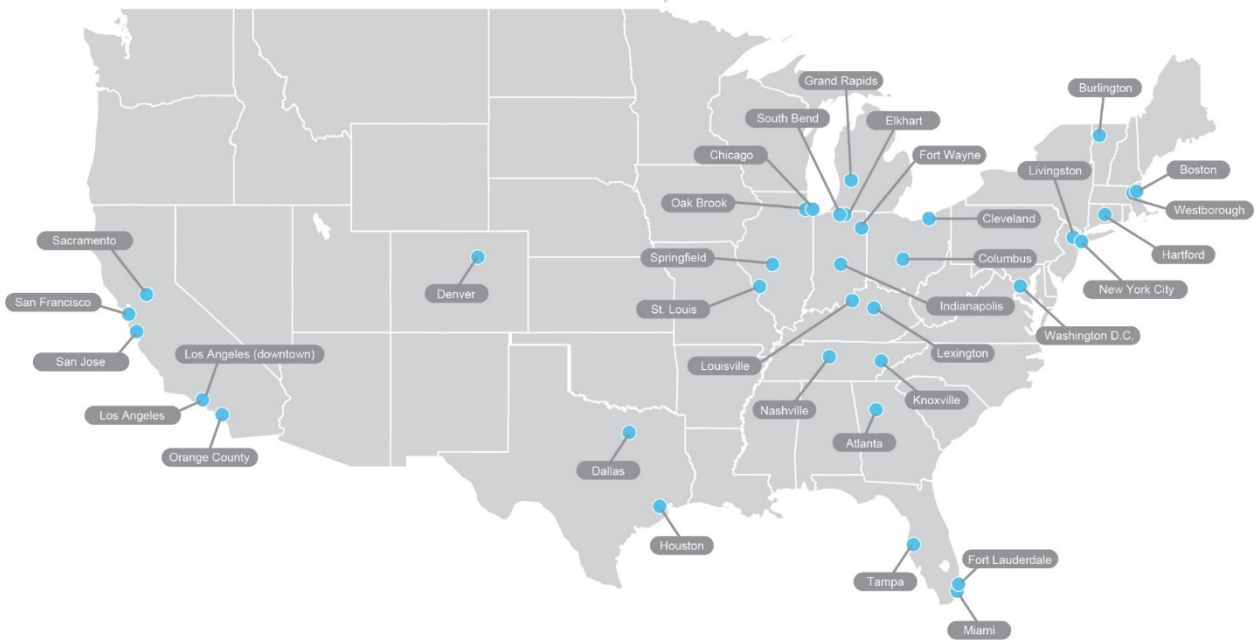 Grand Rapids
Burlington
South Bend
Elkhart
Chicago
Fort Wayne
Livingston
Boston
Oak Brook
Westborough
Cleveland
Sacramento
Hartford
Springfield
Columbus
Denver
New York City
San Francisco
St. Louis
Indianapolis
Washington D.C.
San Jose
Los Angeles (downtown)
Louisville
Lexington
Los Angeles
Nashville
Knoxville
Orange County
Dallas
Atlanta
Houston
Fort Lauderdale
Tampa
Miami